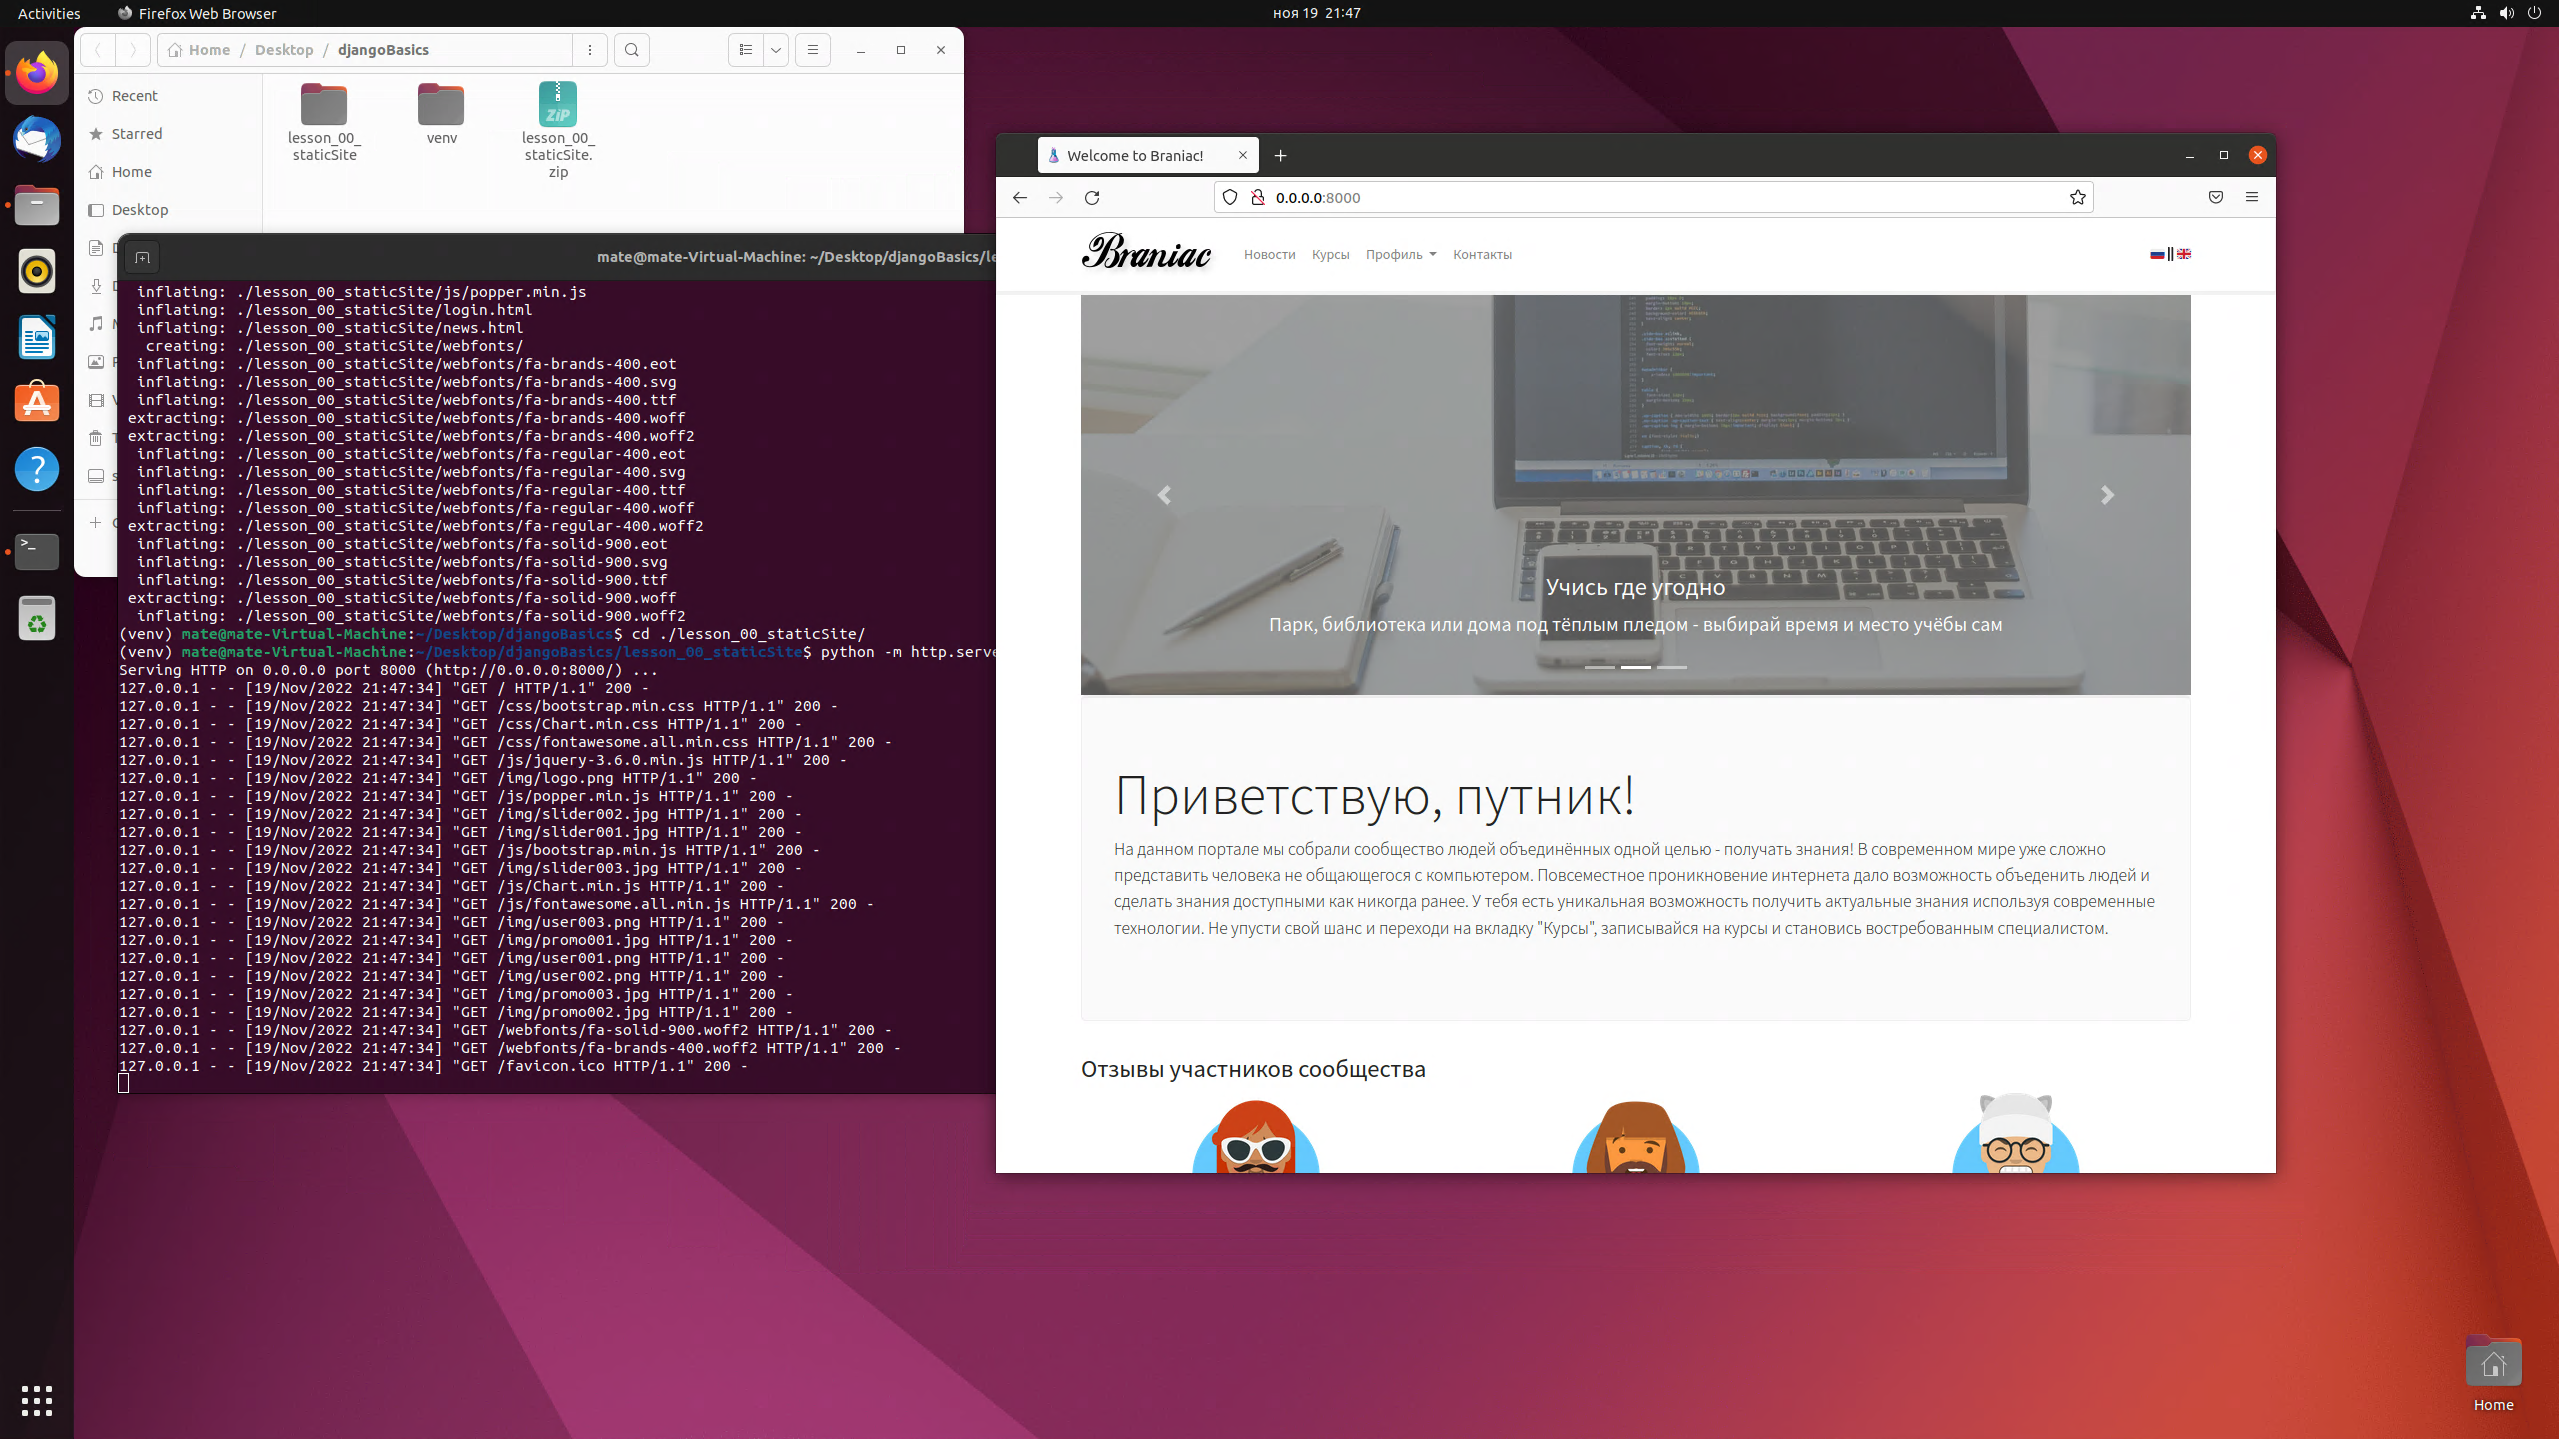 Activities
Firefox Web Browser
ноя 19 21:47
Home / Desktop / djangoBasics
Recent
Starred
Home
Desktop
lesson_00_
staticSite
venv
lesson_00_
staticSite.
zip
mate@mate-Virtual-Machine: ~/Desktop/djangoBasics/le
inflating: ./lesson_00_staticSite/js/popper.min.js
inflating: ./lesson_00_staticSite/login.html
inflating: ./lesson_00_staticSite/news.html
creating: ./lesson_00_staticSite/webfonts/
inflating: ./lesson_00_staticSite/webfonts/fa-brands-400.eot
inflating: ./lesson_00_staticSite/webfonts/fa-brands-400.svg
inflating: ./lesson_00_staticSite/webfonts/fa-brands-400.ttf
extracting: ./lesson_00_staticSite/webfonts/fa-brands-400.woff
extracting: ./lesson_00_staticSite/webfonts/fa-brands-400.woff2
inflating: ./lesson_00_staticSite/webfonts/fa-regular-400.eot
inflating: ./lesson_00_staticSite/webfonts/fa-regular-400.svg
inflating: ./lesson_00_staticSite/webfonts/fa-regular-400.ttf
inflating: ./lesson_00_staticSite/webfonts/fa-regular-400.woff
extracting: ./lesson_00_staticSite/webfonts/fa-regular-400.woff2
inflating: ./lesson_00_staticSite/webfonts/fa-solid-900.eot
inflating: ./lesson_00_staticSite/webfonts/fa-solid-900.svg
inflating: ./lesson_00_staticSite/webfonts/fa-solid-900.ttf
extracting: ./lesson_00_staticSite/webfonts/fa-solid-900.woff
inflating: ./lesson_00_staticSite/webfonts/fa-solid-900.woff2
(venv) mate@mate-Virtual-Machine:~/Desktop/djangoBasics$ cd ./lesson_00_staticSite/
(venv) mate@mate-Virtual-Machine:~/Desktop/djangoBasics/lesson_00_staticSite$ python -m http.serve
Serving HTTP on 0.0.0.0 port 8000 (http://0.0.0.0:8000/) ...
127.0.0.1 - - [19/Nov/2022 21:47:34] "GET / HTTP/1.1" 200 -
127.0.0.1 - - [19/Nov/2022 21:47:34] "GET /css/bootstrap.min.css HTTP/1.1" 200 -
127.0.0.1 - - [19/Nov/2022 21:47:34] "GET /css/Chart.min.css HTTP/1.1" 200 -
127.0.0.1 - - [19/Nov/2022 21:47:34] "GET /css/fontawesome.all.min.css HTTP/1.1" 200 -
127.0.0.1 - - [19/Nov/2022 21:47:34] "GET /js/jquery-3.6.0.min.js HTTP/1.1" 200 -
127.0.0.1 - - [19/Nov/2022 21:47:34] "GET /img/logo.png HTTP/1.1" 200 -
127.0.0.1 - - [19/Nov/2022 21:47:34] "GET /js/popper.min.js HTTP/1.1" 200 -
127.0.0.1 - - [19/Nov/2022 21:47:34] "GET /img/slider002.jpg HTTP/1.1" 200 -
127.0.0.1 - - [19/Nov/2022 21:47:34] "GET /img/slider001.jpg HTTP/1.1" 200 -
127.0.0.1 - - [19/Nov/2022 21:47:34] "GET /js/bootstrap.min.js HTTP/1.1" 200 -
127.0.0.1 - - [19/Nov/2022 21:47:34] "GET /img/slider003.jpg HTTP/1.1" 200 -
127.0.0.1 - - [19/Nov/2022 21:47:34] "GET /js/Chart.min.js HTTP/1.1" 200 -
127.0.0.1 - - [19/Nov/2022 21:47:34] "GET /js/fontawesome.all.min.js HTTP/1.1" 200 -
127.0.0.1 - - [19/Nov/2022 21:47:34] "GET /img/user003.png HTTP/1.1" 200 -
127.0.0.1 - - [19/Nov/2022 21:47:34] "GET /img/promo001.jpg HTTP/1.1" 200 -
127.0.0.1 - - [19/Nov/2022 21:47:34] "GET /img/user001.png HTTP/1.1" 200 -
127.0.0.1 - - [19/Nov/2022 21:47:34] "GET /img/user002.png HTTP/1.1" 200 -
127.0.0.1 - - [19/Nov/2022 21:47:34] "GET /img/promo003.jpg HTTP/1.1" 200 -
127.0.0.1 - - [19/Nov/2022 21:47:34] "GET /img/promo002.jpg HTTP/1.1" 200 -
127.0.0.1 - - [19/Nov/2022 21:47:34] "GET /webfonts/fa-solid-900.woff2 HTTP/1.1" 200 -
127.0.0.1 - - [19/Nov/2022 21:47:34] "GET /webfonts/fa-brands-400.woff2 HTTP/1.1" 200 -
127.0.0.1 - - [19/Nov/2022 21:47:34] "GET /favicon.ico HTTP/1.1" 200 -
Welcome to Braniac!
0.0.0.0:8000
Braniac
Новости
Курсы
Профиль
Контакты
Учись где угодно
Парк, библиотека или дома под тёплым пледом - выбирай время и место учёбы сам
Приветствую, путник!
На данном портале мы собрали сообщество людей объединённых одной целью - получать знания! В современном мире уже сложно
представить человека не общающегося с компьютером. Повсеместное проникновение интернета дало возможность объеденить людей и
сделать знания доступными как никогда ранее. У тебя есть уникальная возможность получить актуальные знания используя современные
технологии. Не упусти свой шанс и переходи на вкладку "Курсы", записывайся на курсы и становись востребованным специалистом.
Отзывы участников сообщества
Home